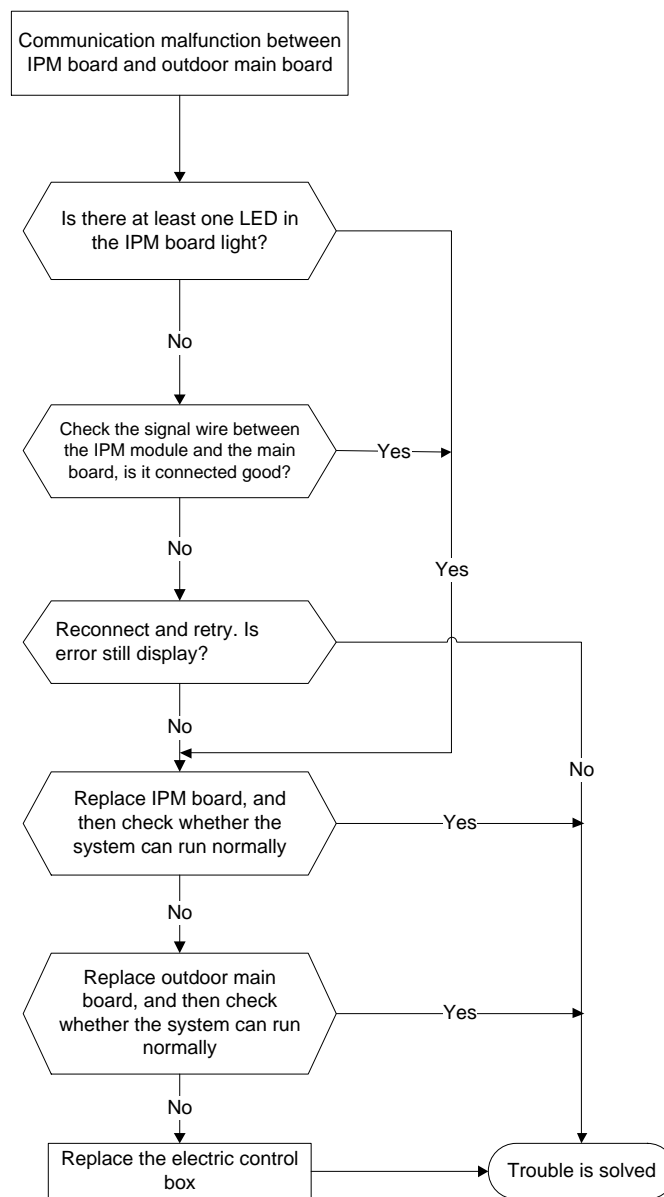 Communication malfunction between
IPM board and outdoor main board
Is there at least one LED in
the IPM board light?
No
Check the signal wire between
the IPM module and the main
board, is it connected good?
Yes
No
Yes
Reconnect and retry. Is
error still display?
No
No
Replace IPM board, and
then check whether the
system can run normally
Yes
No
Replace outdoor main
board, and then check
whether the system can run
normally
Yes
No
Replace the electric control
box
Trouble is solved